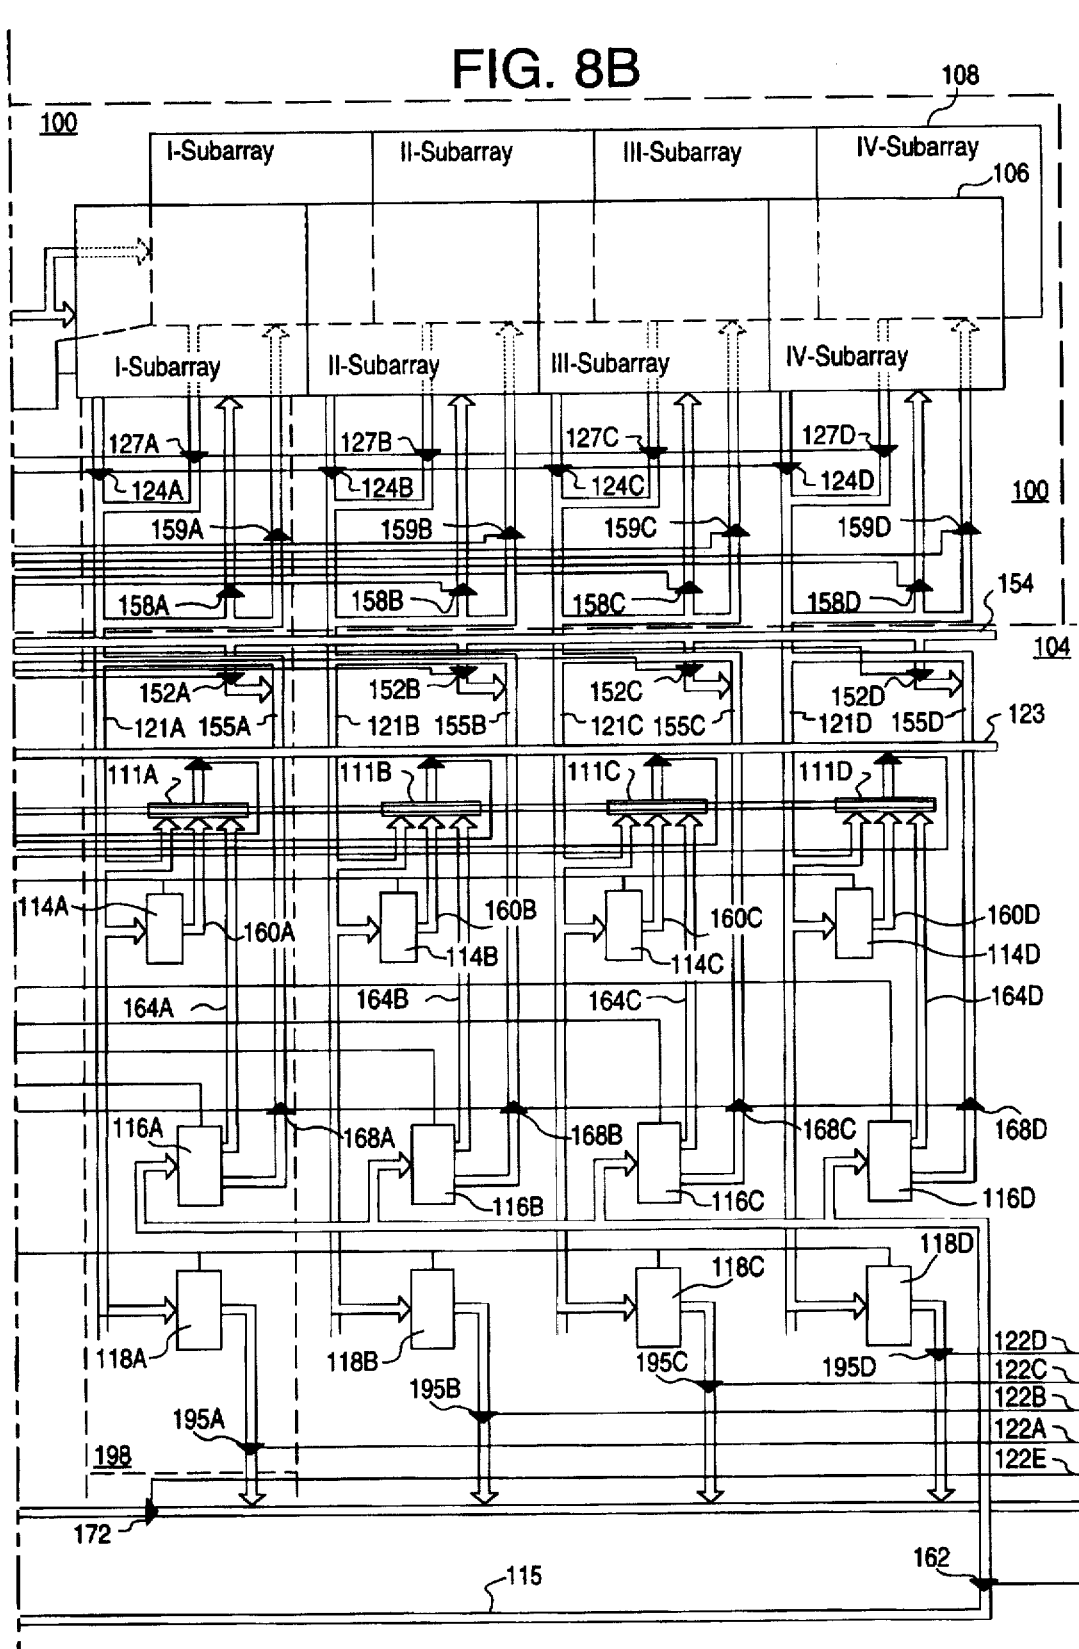 FIG. 8B
108
100
I-Subarray II-Subarray III-Subarray IV-Subarray
106
I-Subarray II-Subarray III-Subarray IV-Subarray
127A 127B 127C 127D
124A 124B 124C 124D
100
159A 159B 159C 159D
158A 158B 158C 158D
154
104
152A 152B 152C 152D
121A 155A 121B 155B 121C 155C 121D 155D
123
111A 111B 111C 111D
114A 160A 160B 160C 160D
114B 114C 114D
164A 164B 164C 164D
116A 168A 168B 168C 168D
116B 116C 116D
118D
118C
118A 118B
122D
195C 195D
122C
195B
122B
195A
122A
198
122E
172
162
115